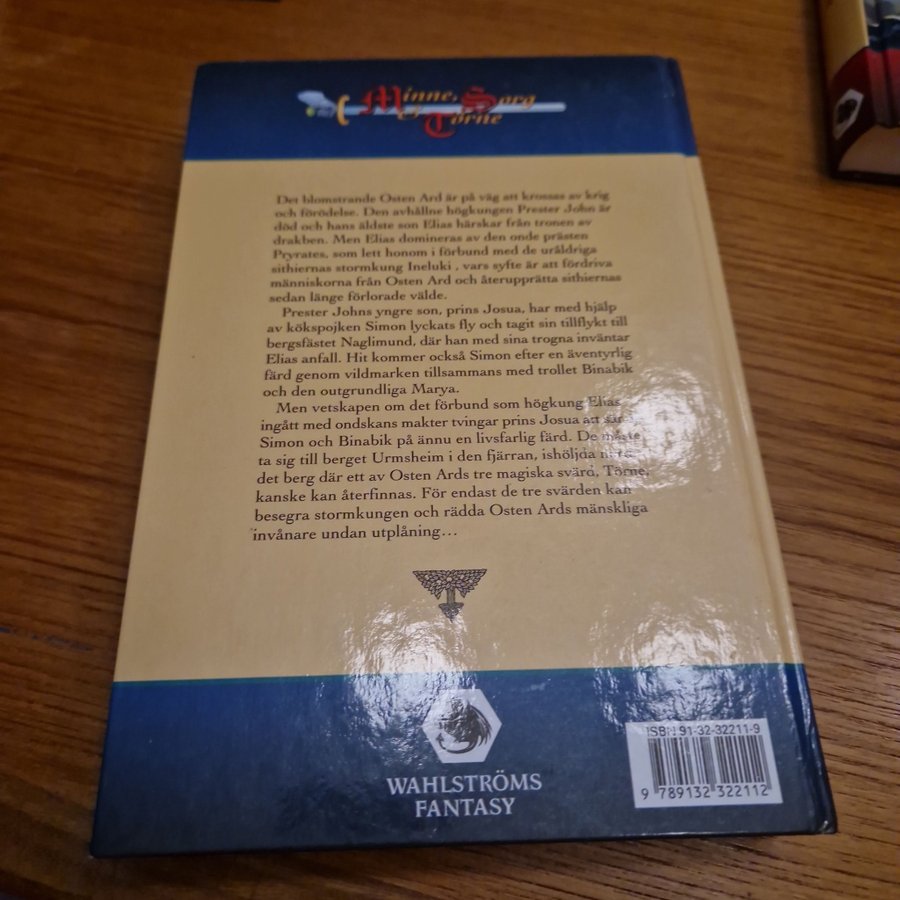 Minne, Sorg
& Törne
Det blomstrande Osten Ard är på väg att krossas av krig
och förödelse. Den avhållne högkungen Prester John är
död och hans äldste son Elias härskar från tronen av
drakben. Men Elias domineras av den onde prästen
Pryrates, som lett honom i förbund med de uråldriga
sithiernas stormkung Ineluki , vars syfte är att fördriva
människorna från Osten Ard och återupprätta sithiernas
sedan länge förlorade välde.
Prester Johns yngre son, prins Josua, har med hjälp
av kökspojken Simon lyckats fly och tagit sin tillflykt till
bergsfästet Naglimund, där han med sina trogna inväntar
Elias anfall. Hit kommer också Simon efter en äventyrlig
färd genom vildmarken tillsammans med trollet Binabik
och den outgrundliga Marya.
Men vetskapen om det förbund som högkung Elias
ingått med ondskans makter tvingar prins Josua att
Simon och Binabik på ännu en livsfarlig färd. De måste
ta sig till berget Urmsheim i den fjärran, ishöljda
det berg där ett av Osten Ards tre magiska svärd, Törne,
kanske kan återfinnas. För endast de tre svärden kan
besegra stormkungen och rädda Osten Ards mänskliga
invånare undan utplåning...
WAHLSTRÖMS
FANTASY
ISBN 91-32-32211-9
9 789132 322112